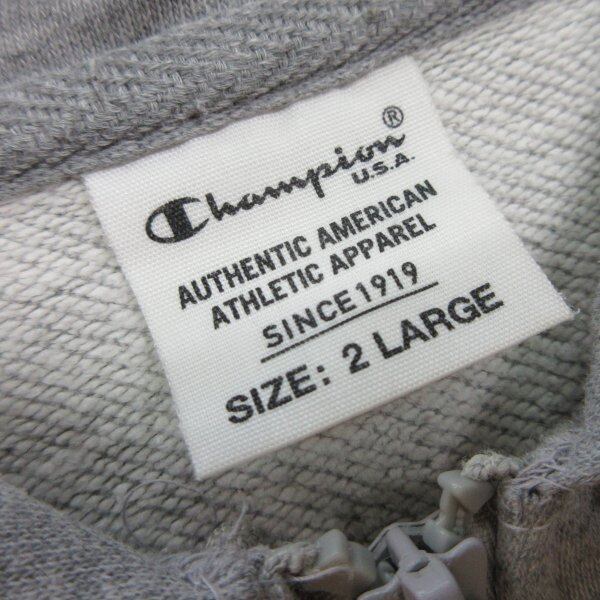 Champion®
U.S.A.
AUTHENTIC AMERICAN
ATHLETIC APPAREL
SINCE 1919
SIZE: 2 LARGE